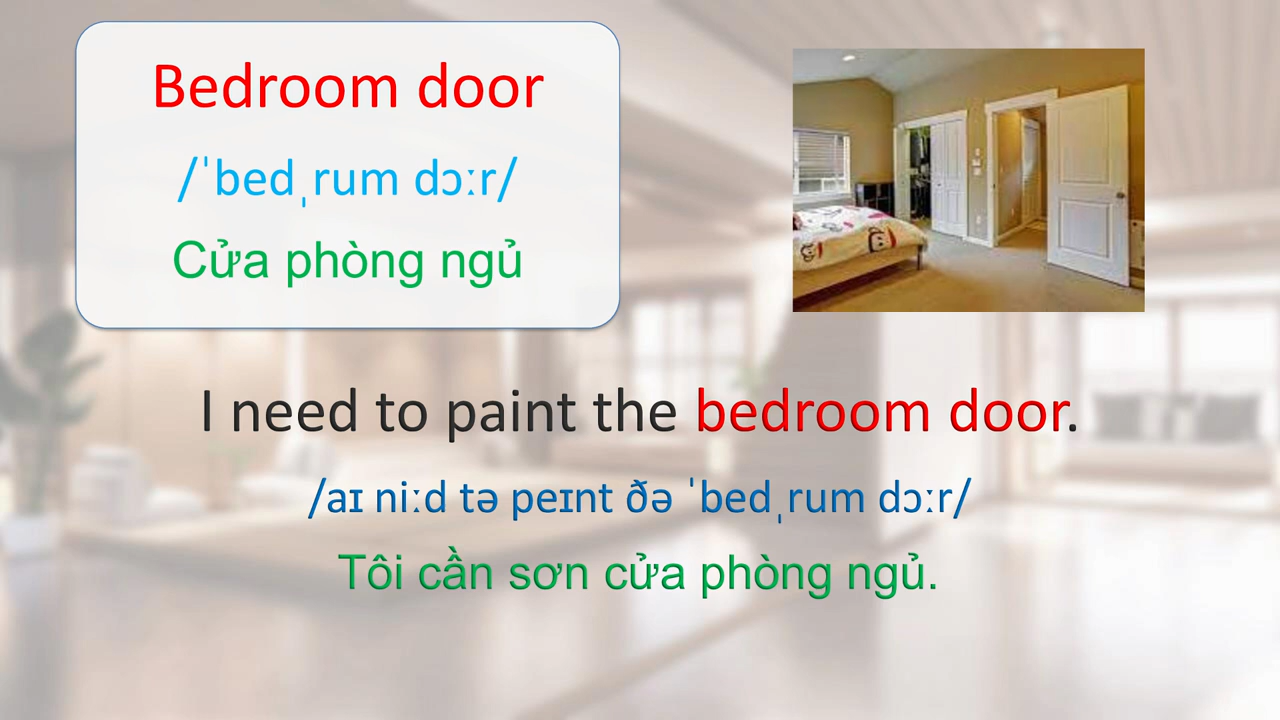 Bedroom door
/ˈbedˌrum dɔːr/
Cửa phòng ngủ
I need to paint the bedroom door.
/aɪ niːd tə peɪnt ðə ˈbedˌrum dɔːr/
Tôi cần sơn cửa phòng ngủ.